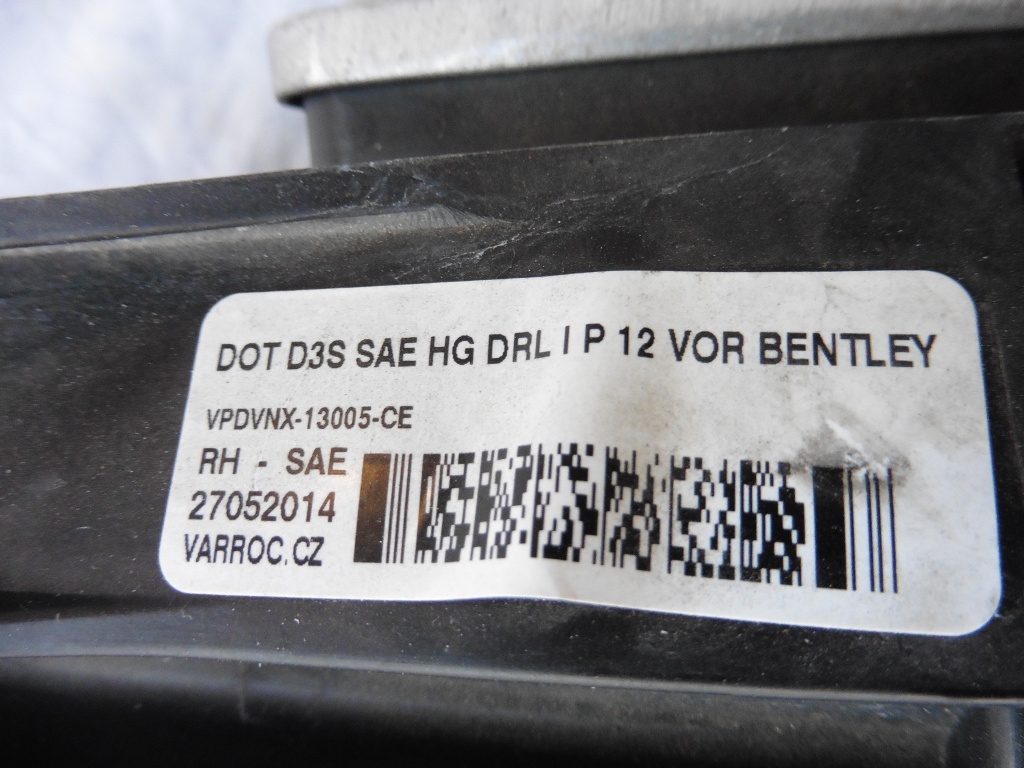 DOT D3S SAE HG DRL I P 12 VOR BENTLEY
VPDVNX-13005-CE
RH - SAE
27052014
VARROC.CZ